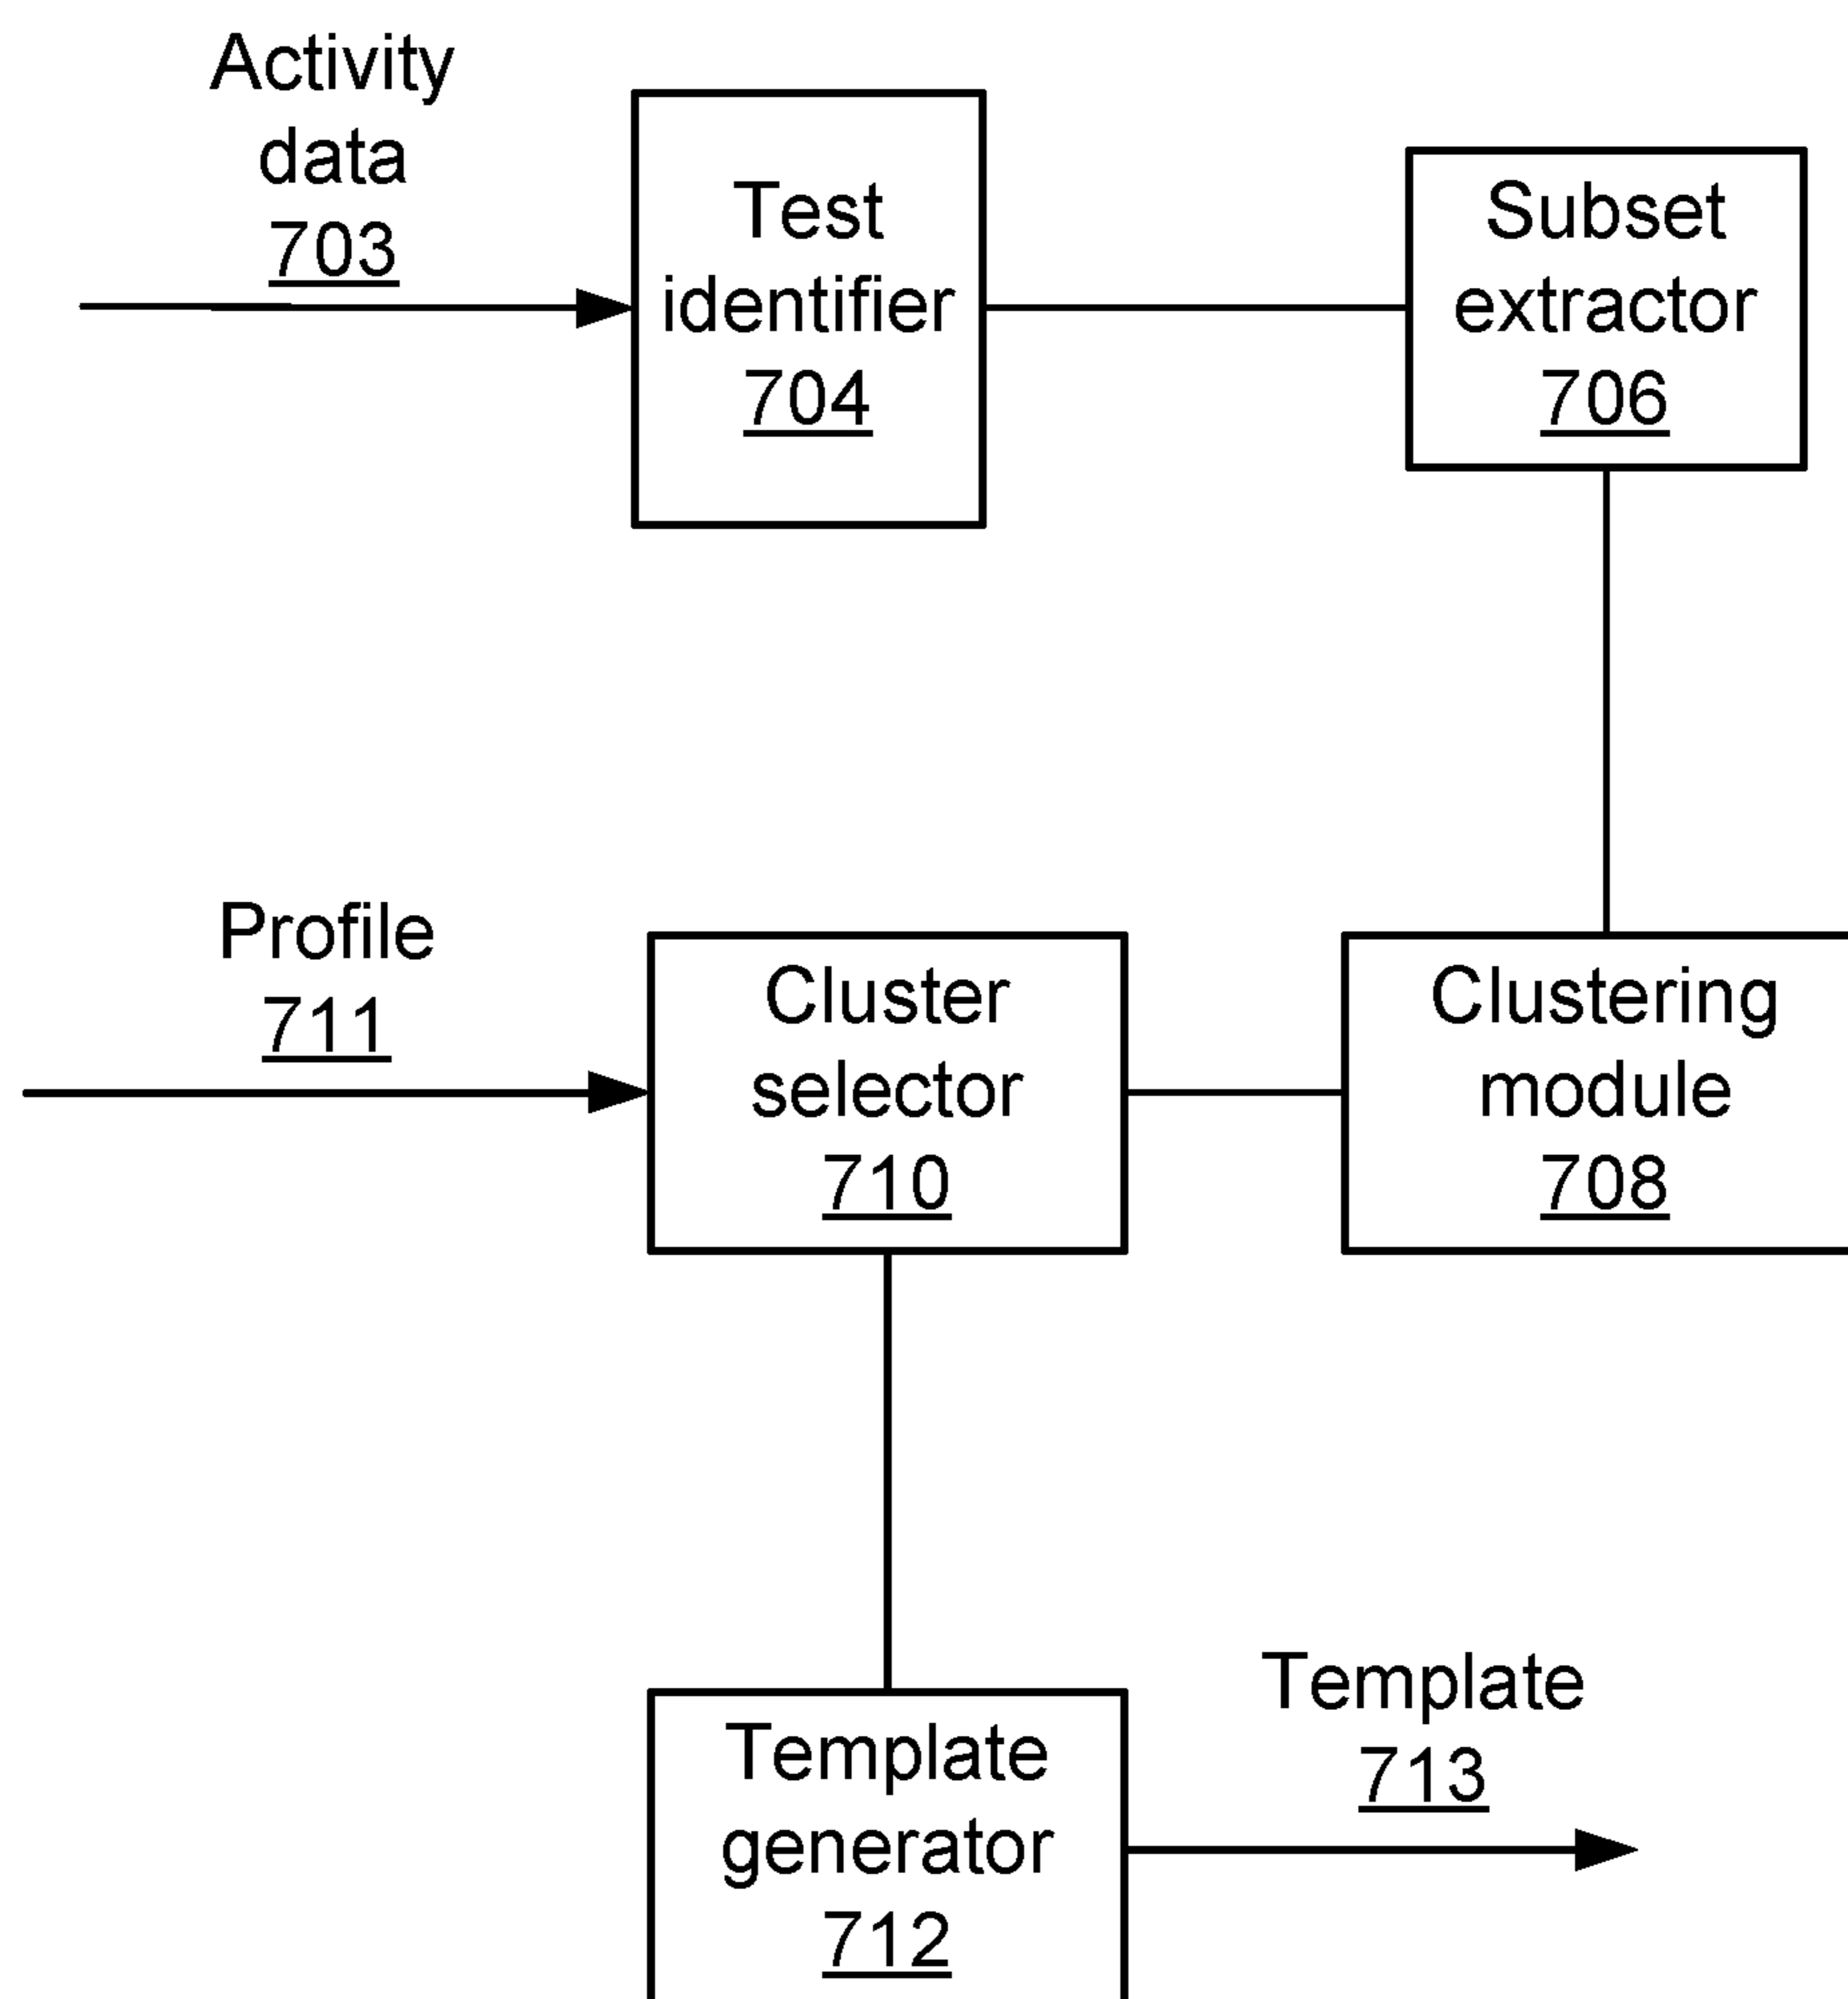 Activity
data
703
Test
identifier
704
Subset
extractor
706
Profile
711
Cluster
selector
710
Clustering
module
708
Template
generator
712
Template
713